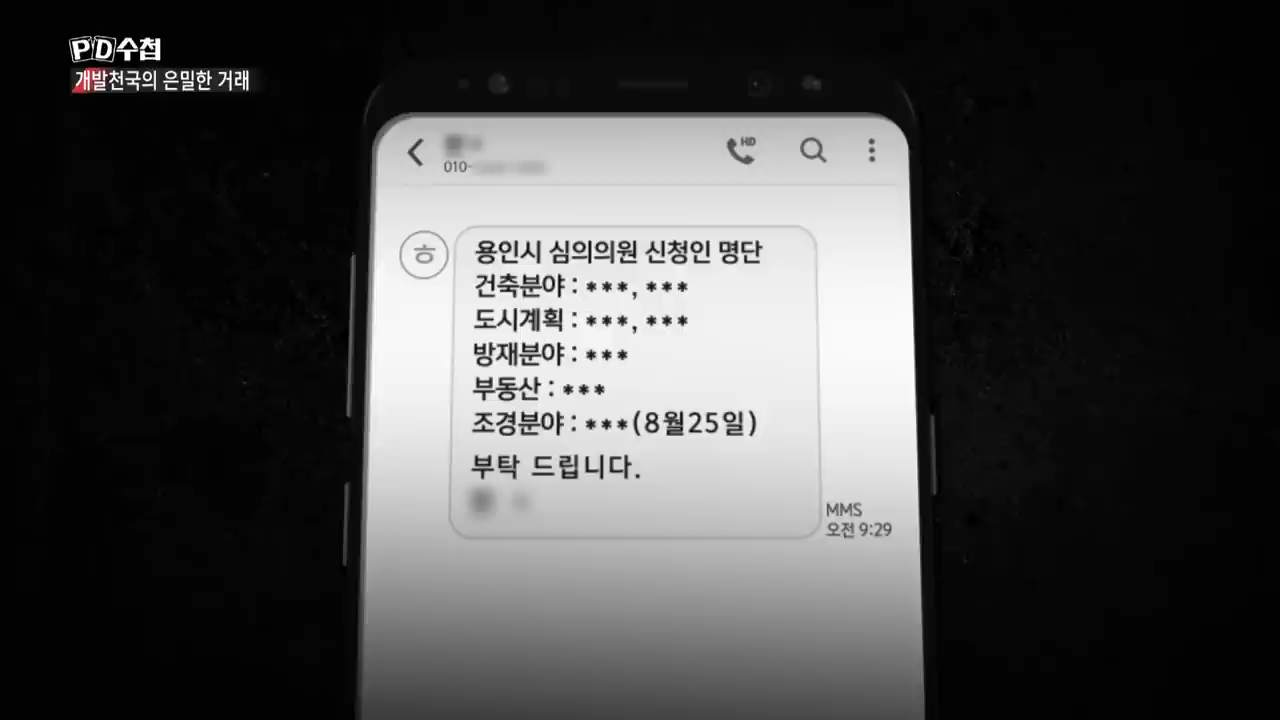 PD수첩
개발천국의 은밀한 거래
HD
010-
ㅎ
용인시 심의의원 신청인 명단
건축분야 : ***, ***
도시계획 : ***, ***
방재분야 : ***
부동산 : ***
조경분야 : ***(8월25일)
부탁 드립니다.
MMS
오전 9:29